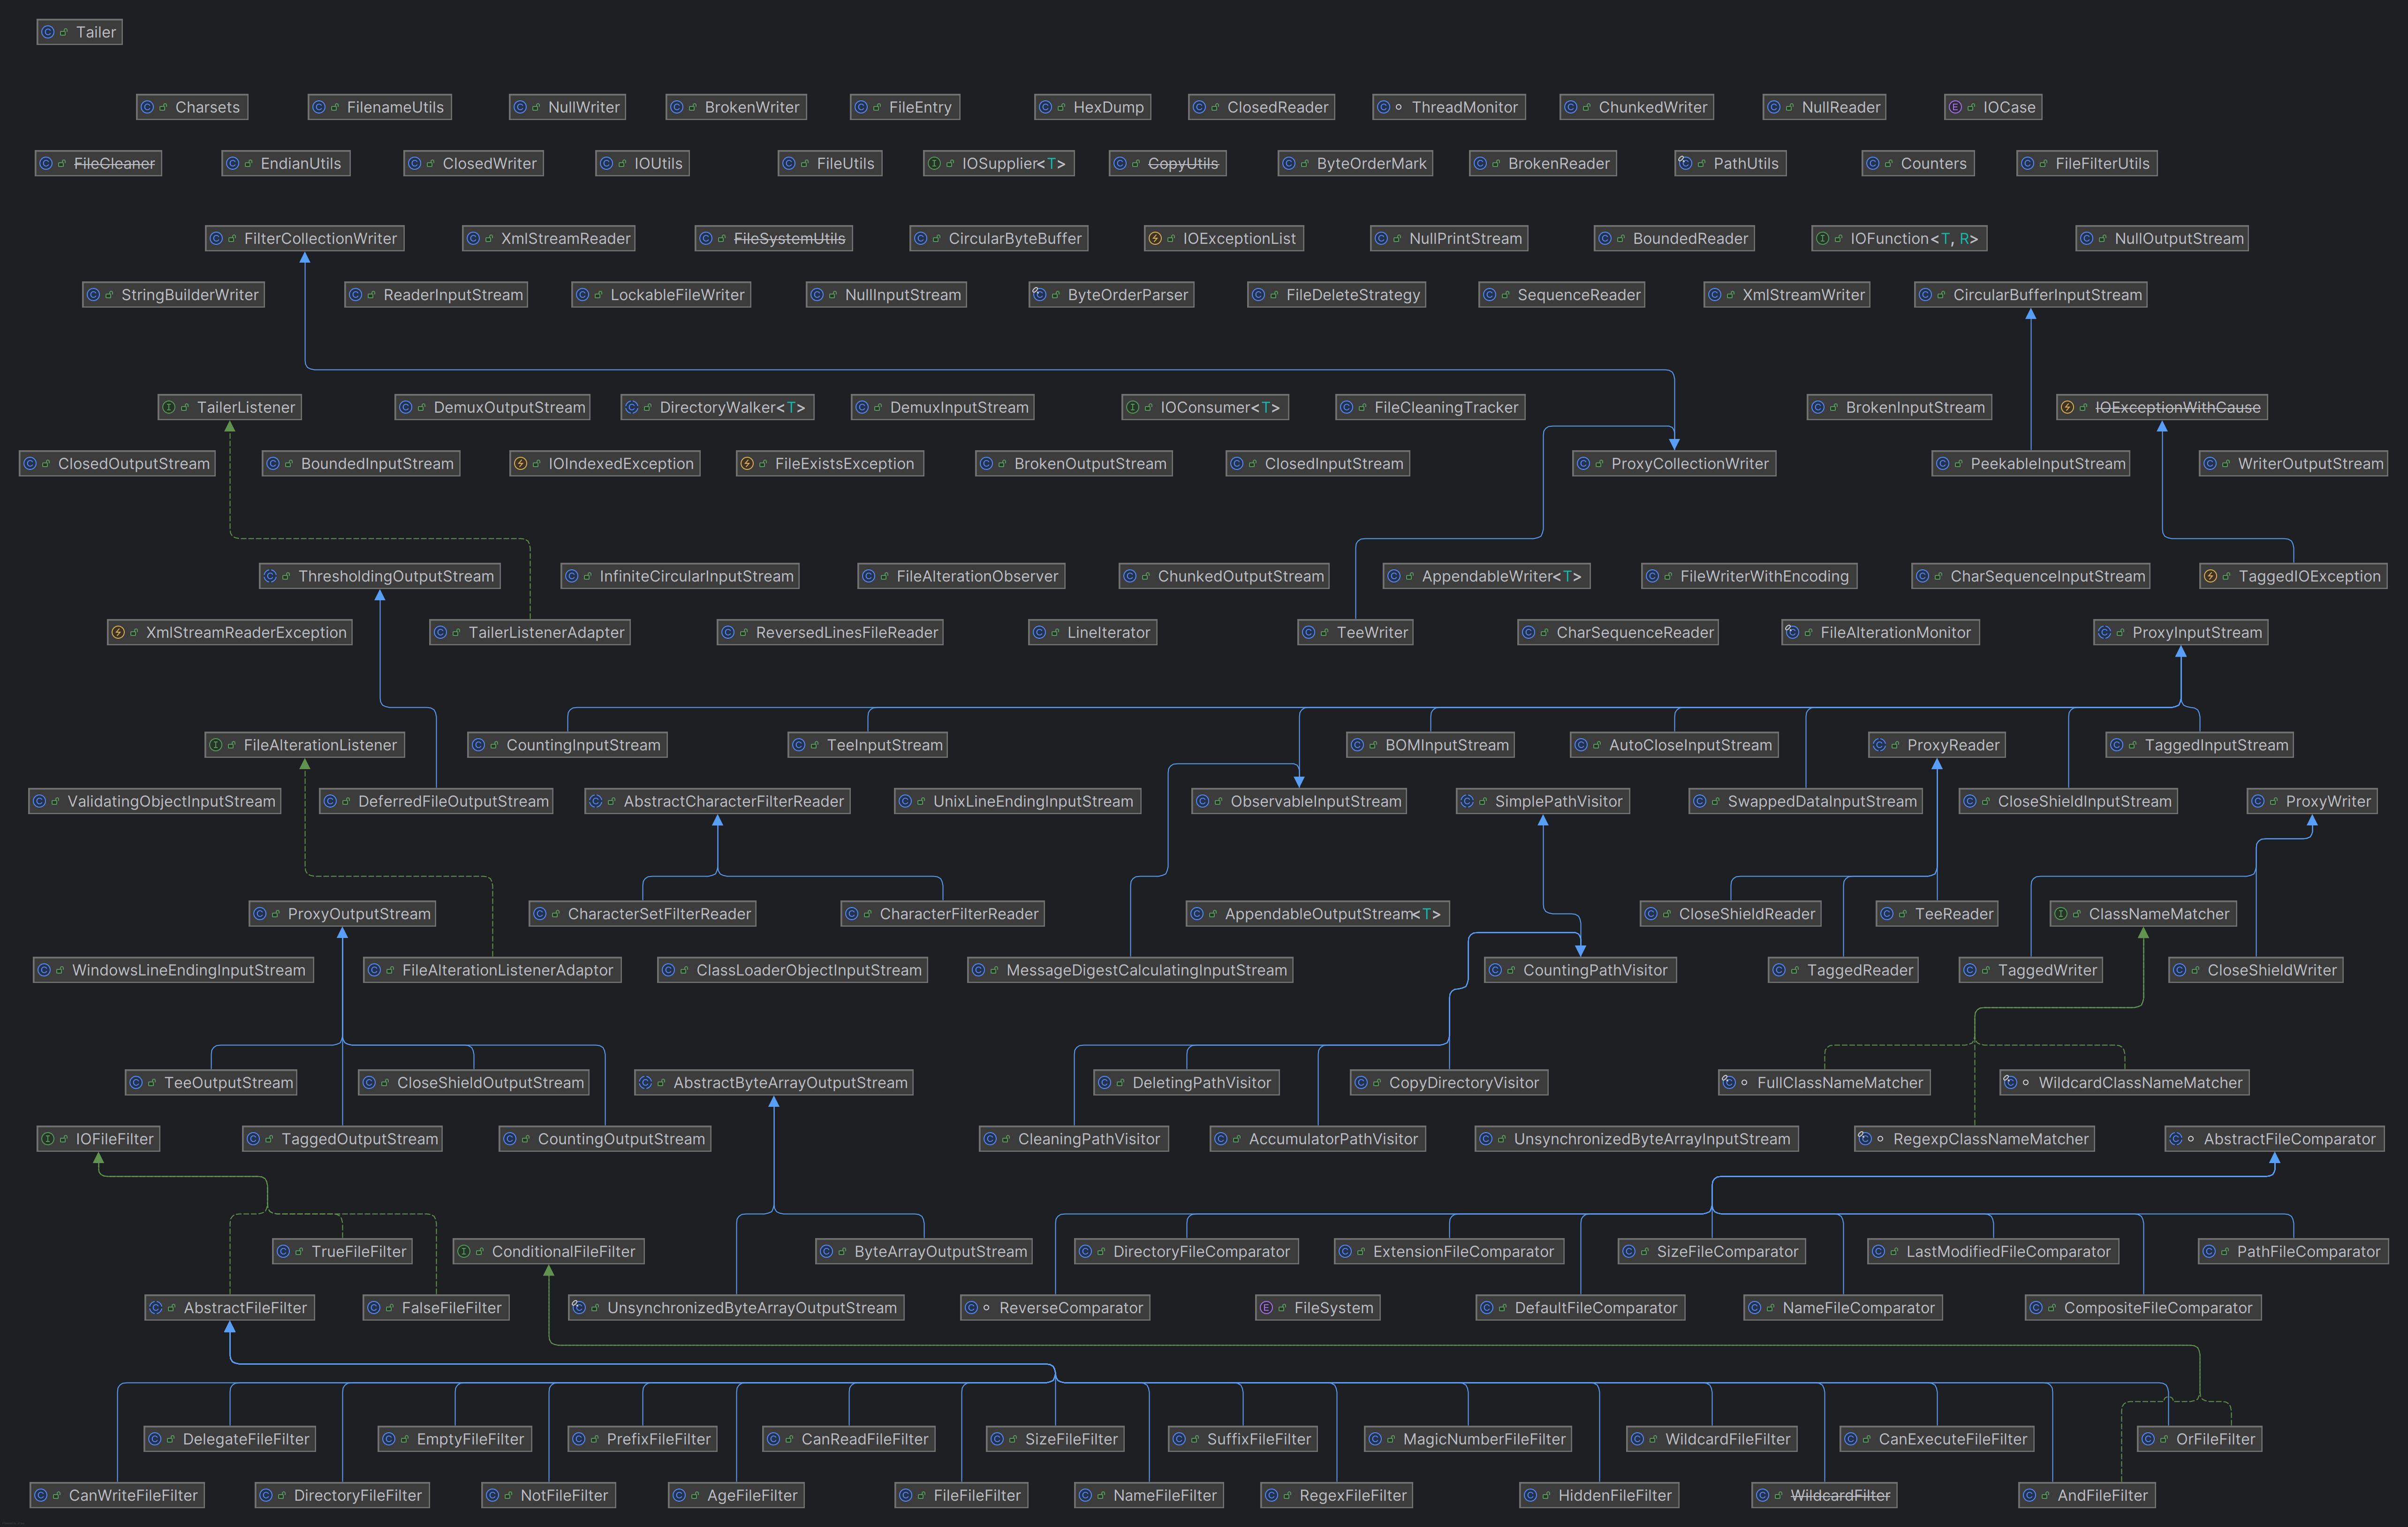 Tailer
Charsets
FilenameUtils
NullWriter
BrokenWriter
FileEntry
HexDump
ClosedReader
ThreadMonitor
ChunkedWriter
NullReader
IOCase
FileCleaner
EndianUtils
ClosedWriter
IOUtils
FileUtils
IOSupplier<T>
CopyUtils
ByteOrderMark
BrokenReader
PathUtils
Counters
FileFilterUtils
FilterCollectionWriter
XmlStreamReader
FileSystemUtils
CircularByteBuffer
IOExceptionList
NullPrintStream
BoundedReader
IOFunction<T, R>
NullOutputStream
StringBuilderWriter
ReaderInputStream
LockableFileWriter
NullInputStream
ByteOrderParser
FileDeleteStrategy
SequenceReader
XmlStreamWriter
CircularBufferInputStream
TailerListener
DemuxOutputStream
DirectoryWalker<T>
DemuxInputStream
IOConsumer<T>
FileCleaningTracker
BrokenInputStream
IOExceptionWithCause
ClosedOutputStream
BoundedInputStream
IOIndexedException
FileExistsException
BrokenOutputStream
ClosedInputStream
ProxyCollectionWriter
PeekableInputStream
WriterOutputStream
ThresholdingOutputStream
InfiniteCircularInputStream
FileAlterationObserver
ChunkedOutputStream
AppendableWriter<T>
FileWriterWithEncoding
CharSequenceInputStream
TaggedIOException
XmlStreamReaderException
TailerListenerAdapter
ReversedLinesFileReader
LineIterator
TeeWriter
CharSequenceReader
FileAlterationMonitor
ProxyInputStream
FileAlterationListener
CountingInputStream
TeeInputStream
BOMInputStream
AutoCloseInputStream
ProxyReader
TaggedInputStream
ValidatingObjectInputStream
DeferredFileOutputStream
AbstractCharacterFilterReader
UnixLineEndingInputStream
ObservableInputStream
SimplePathVisitor
SwappedDataInputStream
CloseShieldInputStream
ProxyWriter
ProxyOutputStream
CharacterSetFilterReader
CharacterFilterReader
AppendableOutputStream<T>
CloseShieldReader
TeeReader
ClassNameMatcher
WindowsLineEndingInputStream
FileAlterationListenerAdaptor
ClassLoaderObjectInputStream
MessageDigestCalculatingInputStream
CountingPathVisitor
TaggedReader
TaggedWriter
CloseShieldWriter
TeeOutputStream
CloseShieldOutputStream
AbstractByteArrayOutputStream
DeletingPathVisitor
CopyDirectoryVisitor
FullClassNameMatcher
WildcardClassNameMatcher
IOFileFilter
TaggedOutputStream
CountingOutputStream
CleaningPathVisitor
AccumulatorPathVisitor
UnsynchronizedByteArrayInputStream
RegexpClassNameMatcher
AbstractFileComparator
TrueFileFilter
ConditionalFileFilter
ByteArrayOutputStream
DirectoryFileComparator
ExtensionFileComparator
SizeFileComparator
LastModifiedFileComparator
PathFileComparator
AbstractFileFilter
FalseFileFilter
UnsynchronizedByteArrayOutputStream
ReverseComparator
FileSystem
DefaultFileComparator
NameFileComparator
CompositeFileComparator
DelegateFileFilter
EmptyFileFilter
PrefixFileFilter
CanReadFileFilter
SizeFileFilter
SuffixFileFilter
MagicNumberFileFilter
WildcardFileFilter
CanExecuteFileFilter
OrFileFilter
CanWriteFileFilter
DirectoryFileFilter
NotFileFilter
AgeFileFilter
FileFileFilter
NameFileFilter
RegexFileFilter
HiddenFileFilter
WildcardFilter
AndFileFilter